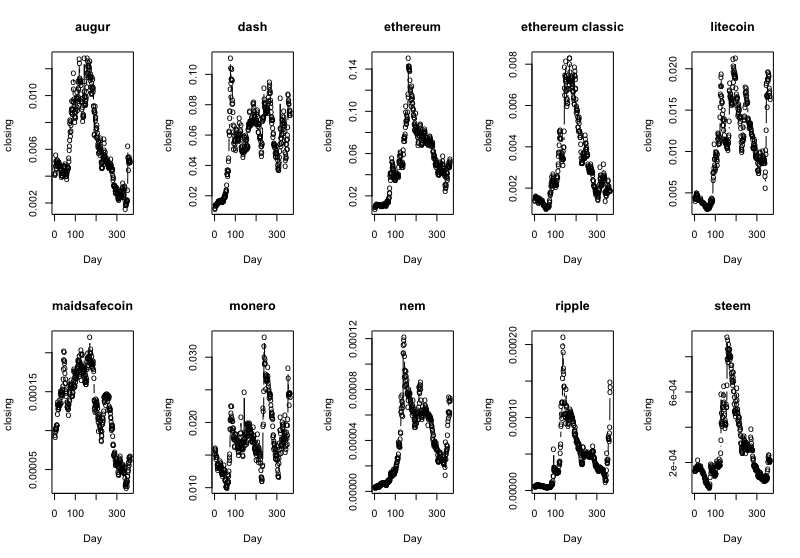 augur
closing
0.010
0.006
0.002
0 100 300
Day
dash
closing
0.10
0.08
0.06
0.04
0.02
0 100 300
Day
ethereum
closing
0.14
0.10
0.06
0.02
0 100 300
Day
ethereum classic
closing
0.008
0.006
0.004
0.002
0 100 300
Day
litecoin
closing
0.020
0.015
0.010
0.005
0 100 300
Day
maidsafecoin
closing
0.00015
0.00005
0 100 300
Day
monero
closing
0.030
0.020
0.010
0 100 300
Day
nem
closing
0.00012
0.00008
0.00004
0.00000
0 100 300
Day
ripple
closing
0.00020
0.00010
0.00000
0 100 300
Day
steem
closing
6e-04
2e-04
0 100 300
Day